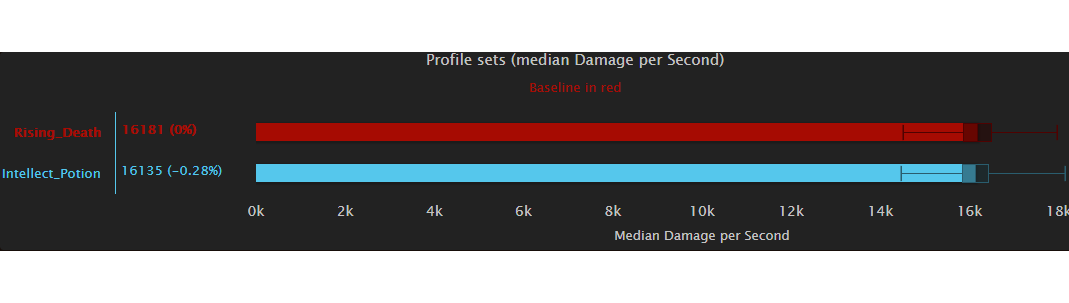 Profile sets (median Damage per Second)
Baseline in red
Rising_Death 16181 (0%)
Intellect_Potion 16135 (-0.28%)
0k 2k 4k 6k 8k 10k 12k 14k 16k 18k
Median Damage per Second